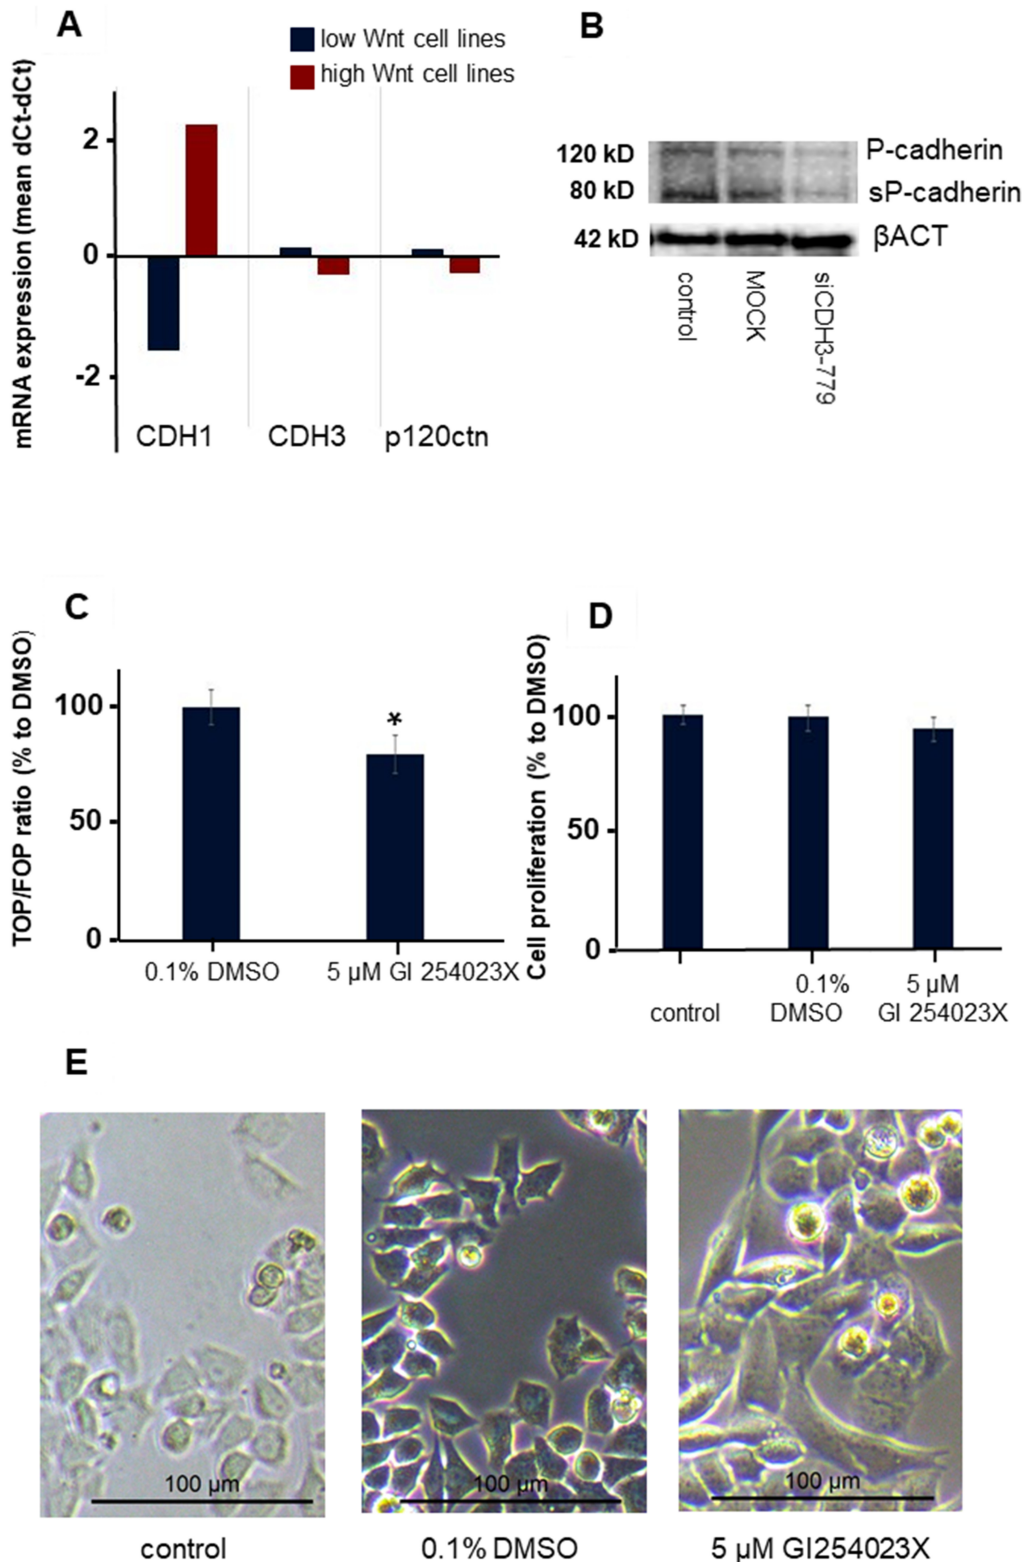 A
low Wnt cell lines
high Wnt cell lines
mRNA expression (mean dCt-dCt)
2
0
-2
CDH1
CDH3
p120ctn
B
120 kD
P-cadherin
80 kD
sP-cadherin
42 kD
βACT
control
MOCK
siCDH3-779
C
TOP/FOP ratio (% to DMSO)
100
*
50
0
0.1% DMSO
5 µM GI 254023X
D
Cell proliferation (% to DMSO)
100
50
0
control
0.1%
DMSO
5 µM
GI 254023X
E
100 µm
100 µm
100 µm
control
0.1% DMSO
5 µM GI254023X